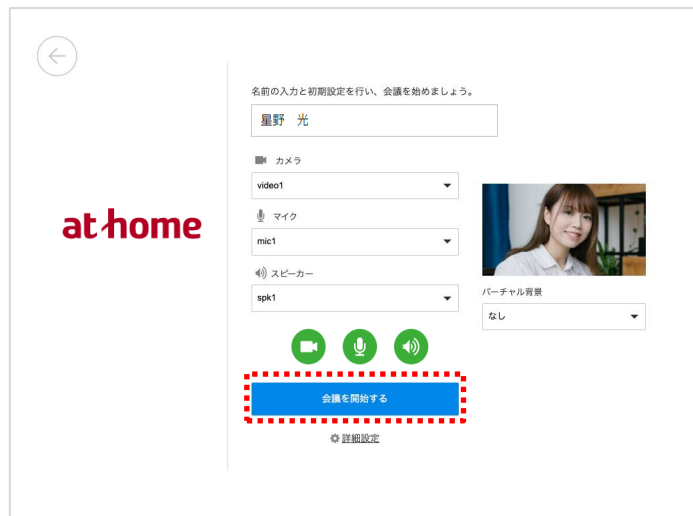 名前の入力と初期設定を行い、会議を始めましょう。
星野　光
カメラ
video1
マイク
mic1
スピーカー
spk1
at home
バーチャル背景
なし
会議を開始する
詳細設定